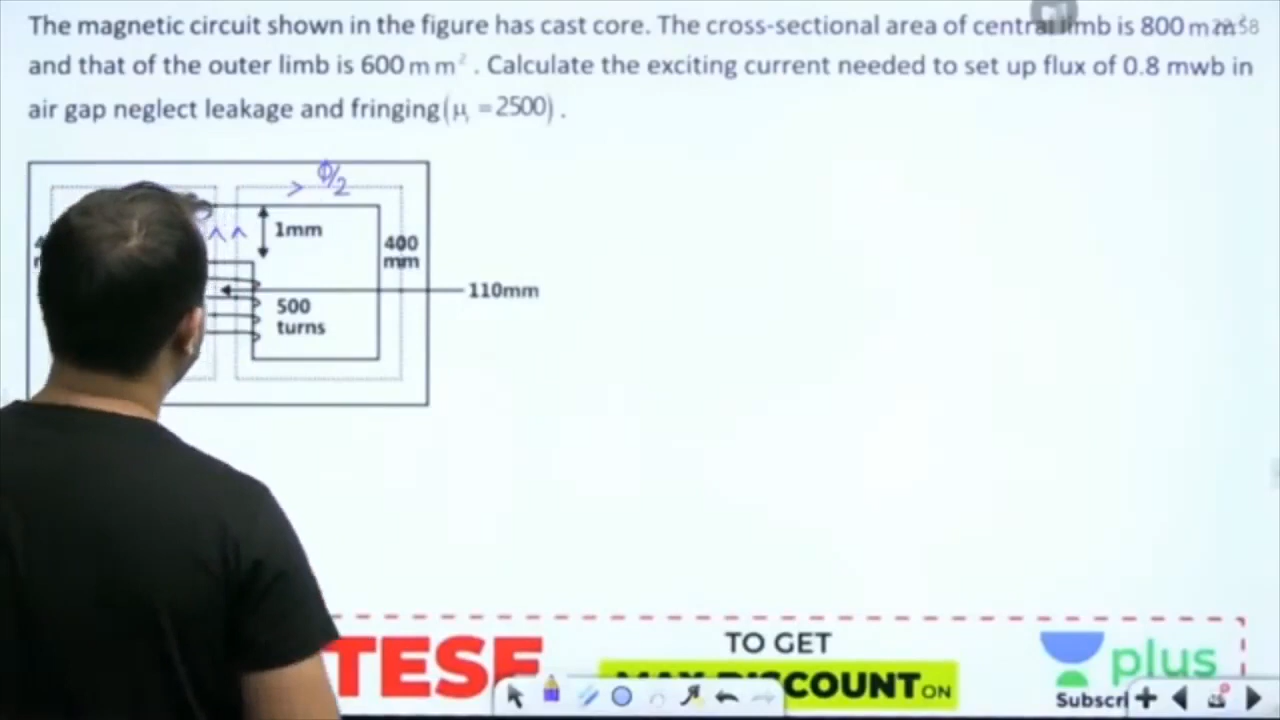 The magnetic circuit shown in the figure has cast core. The cross-sectional area of central limb is 800
and that of the outer limb is 600 mm². Calculate the exciting current needed to set up flux of 0.8 mwb in
air gap neglect leakage and fringing (μᵣ =2500).
> Φ/2
1mm
400
mm
110mm
500
turns
TO GET
DISCOUNT ON
plus